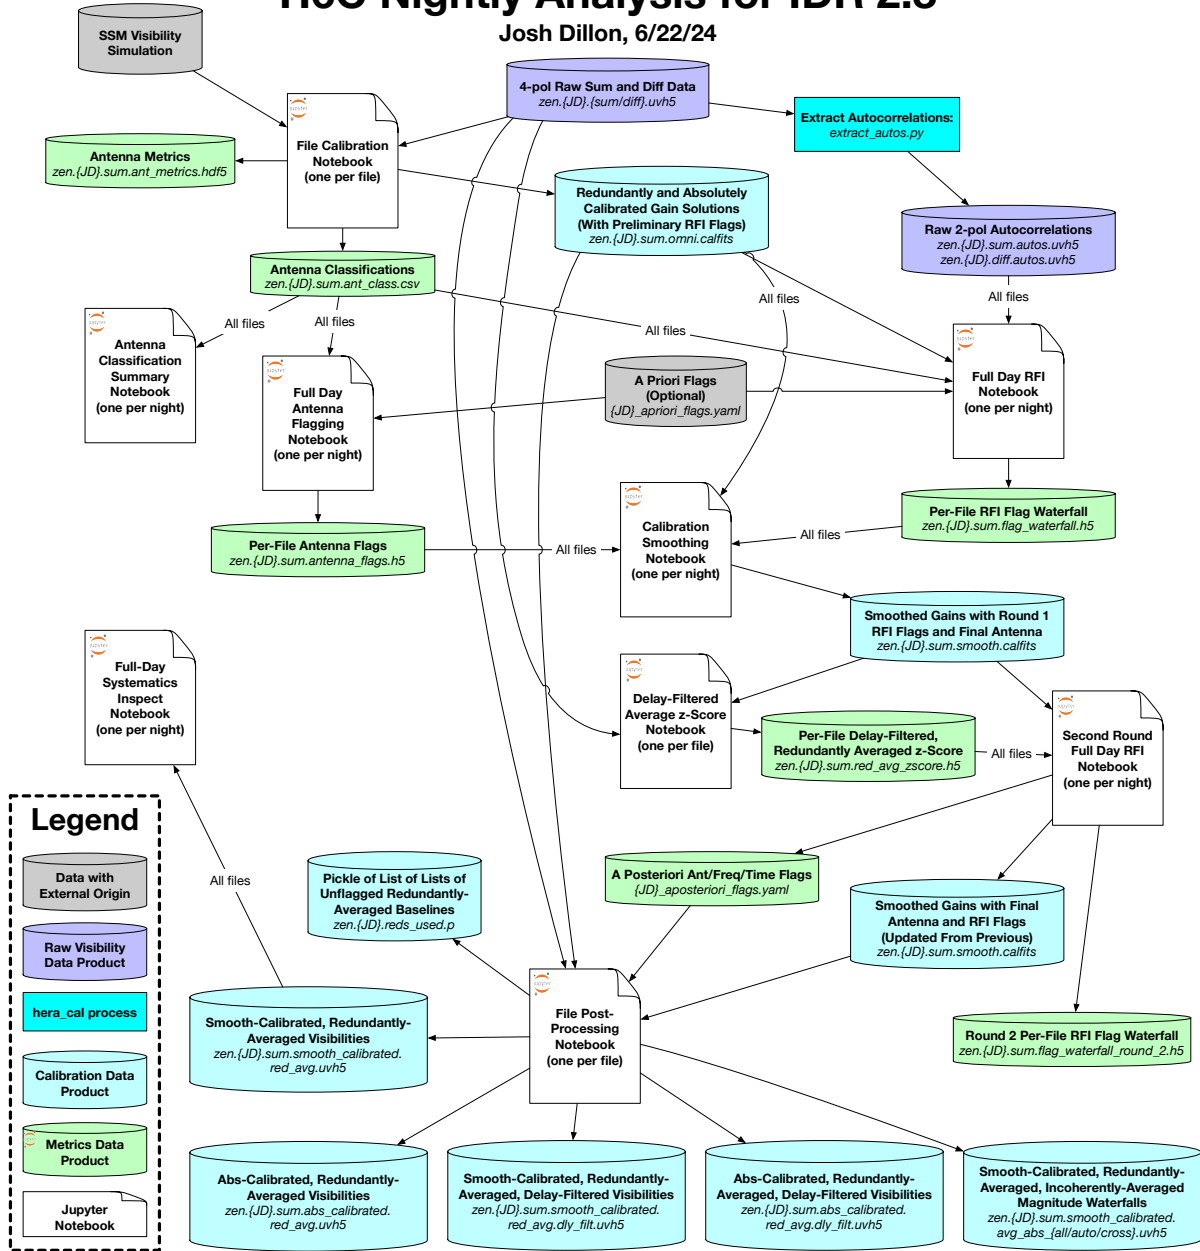 H6C Nightly Analysis for IDR 2.3
Josh Dillon, 6/22/24
SSM Visibility
Simulation
4-pol Raw Sum and Diff Data
zen.{JD}.{sum/diff}.uvh5
Extract Autocorrelations:
extract_autos.py
File Calibration
Notebook
(one per file)
Antenna Metrics
zen.{JD}.sum.ant_metrics.hdf5
Redundantly and Absolutely
Calibrated Gain Solutions
(With Preliminary RFI Flags)
zen.{JD}.sum.omni.calfits
Raw 2-pol Autocorrelations
zen.{JD}.sum.autos.uvh5
zen.{JD}.diff.autos.uvh5
Antenna Classifications
zen.{JD}.sum.ant_class.csv
All files
All files
All files
All files
All files
Antenna
Classification
Summary
Notebook
(one per night)
Full Day
Antenna
Flagging
Notebook
(one per night)
A Priori Flags
(Optional)
{JD}_apriori_flags.yaml
Full Day RFI
Notebook
(one per night)
Per-File Antenna Flags
zen.{JD}.sum.antenna_flags.h5
All files
Calibration
Smoothing
Notebook
(one per night)
All files
Per-File RFI Flag Waterfall
zen.{JD}.sum.flag_waterfall.h5
Smoothed Gains with Round 1
RFI Flags and Final Antenna
zen.{JD}.sum.smooth.calfits
Full-Day
Systematics
Inspect
Notebook
(one per night)
Delay-Filtered
Average z-Score
Notebook
(one per file)
Per-File Delay-Filtered,
Redundantly Averaged z-Score
zen.{JD}.sum.red_avg_zscore.h5
All files
Second Round
Full Day RFI
Notebook
(one per night)
Legend
Data with
External Origin
Raw Visibility
Data Product
hera_cal process
Calibration Data
Product
Metrics Data
Product
Jupyter
Notebook
All files
Pickle of List of Lists of
Unflagged Redundantly-
Averaged Baselines
zen.{JD}.reds_used.p
A Posteriori Ant/Freq/Time Flags
{JD}_aposteriori_flags.yaml
Smoothed Gains with Final
Antenna and RFI Flags
(Updated From Previous)
zen.{JD}.sum.smooth.calfits
Smooth-Calibrated, Redundantly-
Averaged Visibilities
zen.{JD}.sum.smooth_calibrated.
red_avg.uvh5
File Post-
Processing
Notebook
(one per file)
Round 2 Per-File RFI Flag Waterfall
zen.{JD}.sum.flag_waterfall_round_2.h5
Abs-Calibrated, Redundantly-
Averaged Visibilities
zen.{JD}.sum.abs_calibrated.
red_avg.uvh5
Smooth-Calibrated, Redundantly-
Averaged, Delay-Filtered Visibilities
zen.{JD}.sum.smooth_calibrated.
red_avg.dly_filt.uvh5
Abs-Calibrated, Redundantly-
Averaged, Delay-Filtered Visibilities
zen.{JD}.sum.abs_calibrated.
red_avg.dly_filt.uvh5
Smooth-Calibrated, Redundantly-
Averaged, Incoherently-Averaged
Magnitude Waterfalls
zen.{JD}.sum.smooth_calibrated.
avg_abs_{all/auto/cross}.uvh5